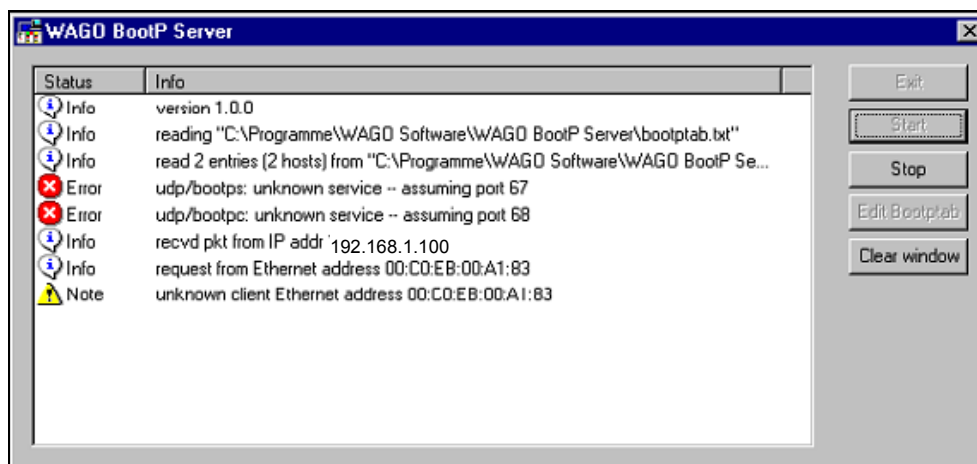 WAGO BootP Server
Status Info
Info version 1.0.0
Info reading "C:\Programme\WAGO Software\WAGO BootP Server\bootptab.txt"
Info read 2 entries (2 hosts) from "C:\Programme\WAGO Software\WAGO BootP Se...
Error udp/bootps: unknown service -- assuming port 67
Error udp/bootpc: unknown service -- assuming port 68
Info recvd pkt from IP addr 192.168.1.100
Info request from Ethernet address 00:C0:EB:00:A1:83
Note unknown client Ethernet address 00:C0:EB:00:A1:83
Exit
Start
Stop
Edit Bootptab
Clear window